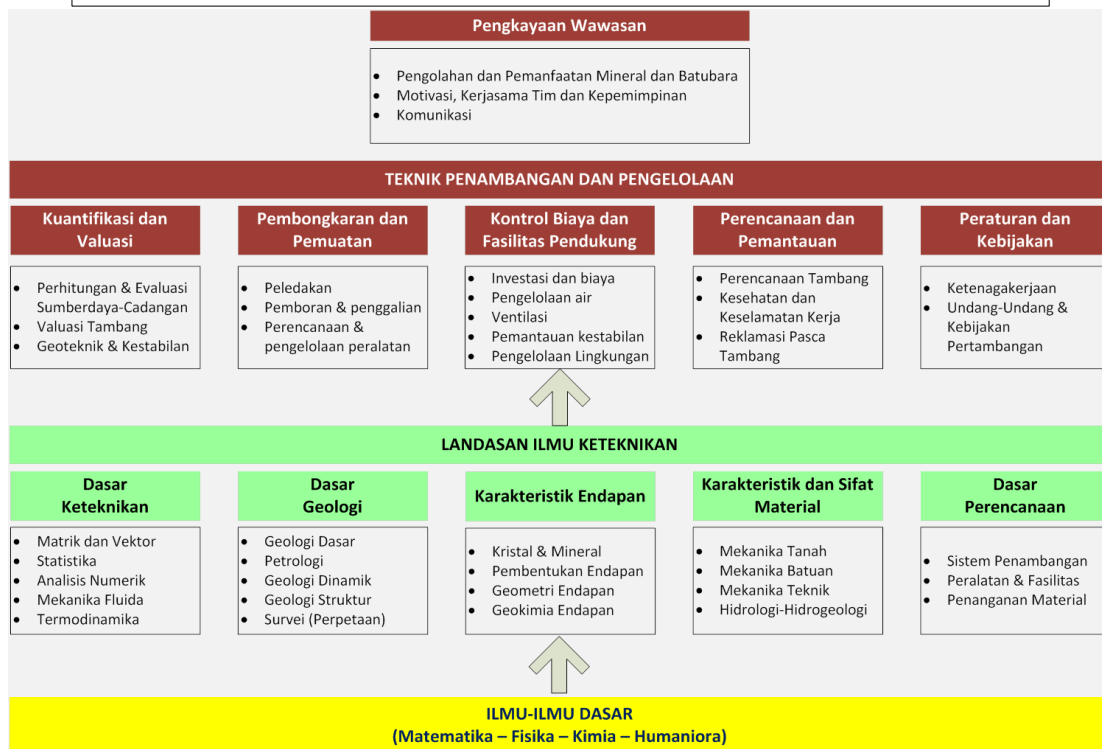 Pengkayaan Wawasan
• Pengolahan dan Pemanfaatan Mineral dan Batubara
• Motivasi, Kerjasama Tim dan Kepemimpinan
• Komunikasi
TEKNIK PENAMBANGAN DAN PENGELOLAAN
Kuantifikasi dan
Valuasi
• Perhitungan & Evaluasi
Sumberdaya-Cadangan
• Valuasi Tambang
• Geoteknik & Kestabilan
Pembongkaran dan
Pemuatan
• Peledakan
• Pemboran & penggalian
• Perencanaan &
pengelolaan peralatan
Kontrol Biaya dan
Fasilitas Pendukung
• Investasi dan biaya
• Pengelolaan air
• Ventilasi
• Pemantauan kestabilan
• Pengelolaan Lingkungan
Perencanaan dan
Pemantauan
• Perencanaan Tambang
• Kesehatan dan
Keselamatan Kerja
• Reklamasi Pasca
Tambang
Peraturan dan
Kebijakan
• Ketenagakerjaan
• Undang-Undang &
Kebijakan
Pertambangan
LANDASAN ILMU KETEKNIKAN
Dasar
Keteknikan
• Matrik dan Vektor
• Statistika
• Analisis Numerik
• Mekanika Fluida
• Termodinamika
Dasar
Geologi
• Geologi Dasar
• Petrologi
• Geologi Dinamik
• Geologi Struktur
• Survei (Perpetaan)
Karakteristik Endapan
• Kristal & Mineral
• Pembentukan Endapan
• Geometri Endapan
• Geokimia Endapan
Karakteristik dan Sifat
Material
• Mekanika Tanah
• Mekanika Batuan
• Mekanika Teknik
• Hidrologi-Hidrogeologi
Dasar
Perencanaan
• Sistem Penambangan
• Peralatan & Fasilitas
• Penanganan Material
ILMU-ILMU DASAR
(Matematika – Fisika – Kimia – Humaniora)